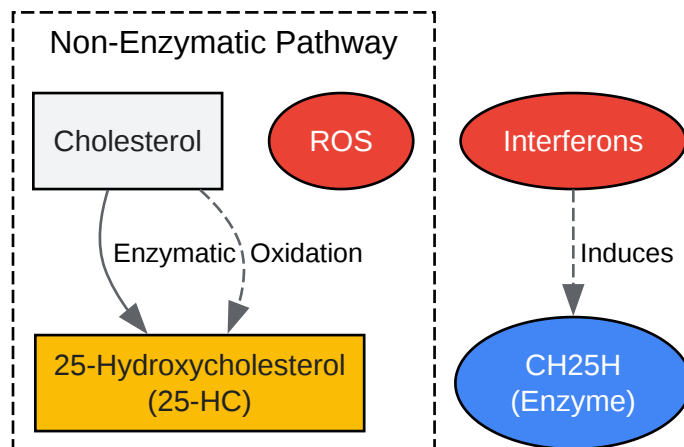 Non-Enzymatic Pathway
Cholesterol
ROS
Interferons
Enzymatic
Oxidation
Induces
25-Hydroxycholesterol
(25-HC)
CH25H
(Enzyme)